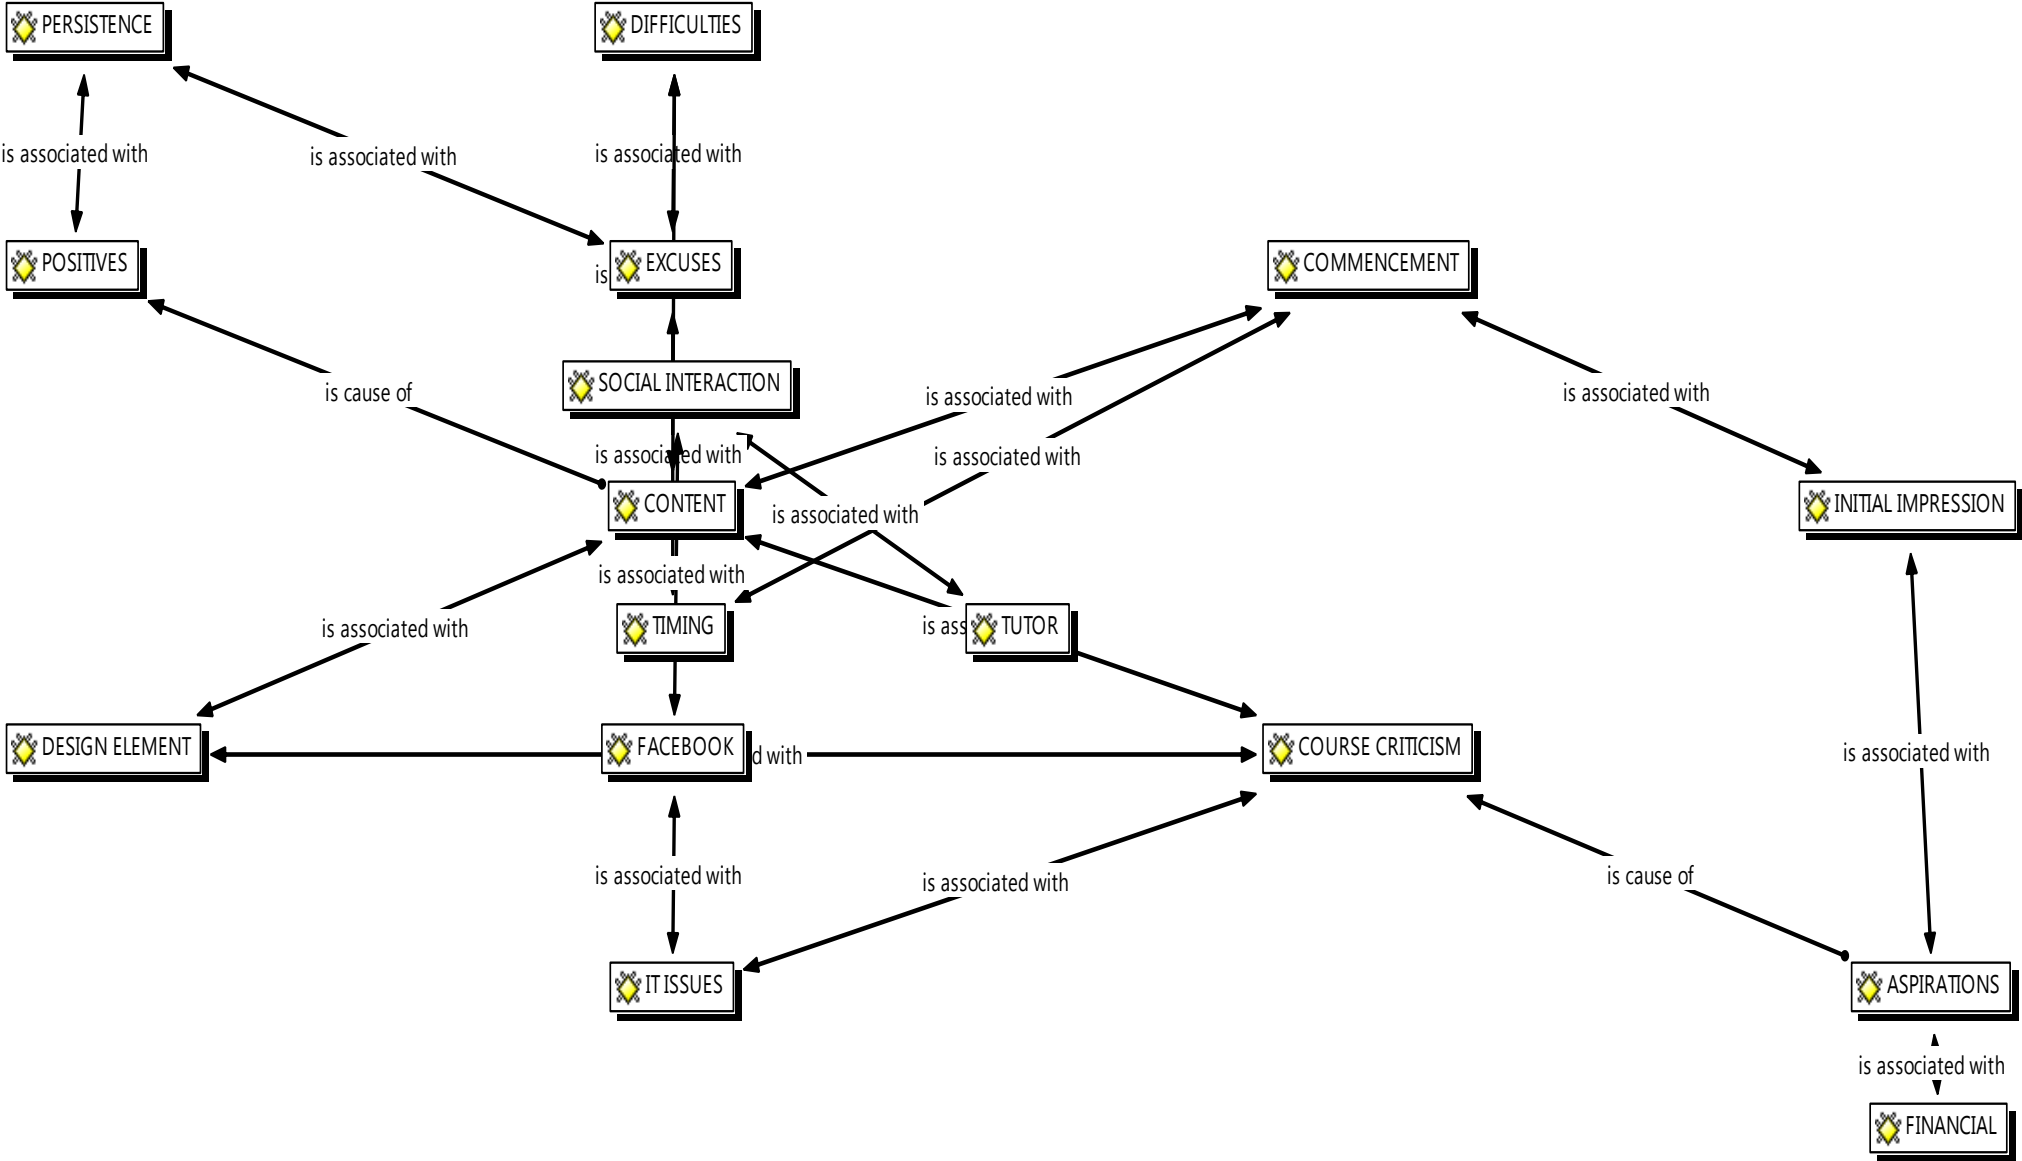 PERSISTENCE
DIFFICULTIES
is associated with
is associated with
is associated with
POSITIVES
is
EXCUSES
COMMENCEMENT
SOCIAL INTERACTION
is cause of
is associated with
is associated with
is associated with
is associated with
CONTENT
INITIAL IMPRESSION
is associated with
is associated with
is associated with
TIMING
is ass
TUTOR
DESIGN ELEMENT
FACEBOOK
d with
COURSE CRITICISM
is associated with
is associated with
is associated with
is cause of
IT ISSUES
ASPIRATIONS
is associated with
FINANCIAL